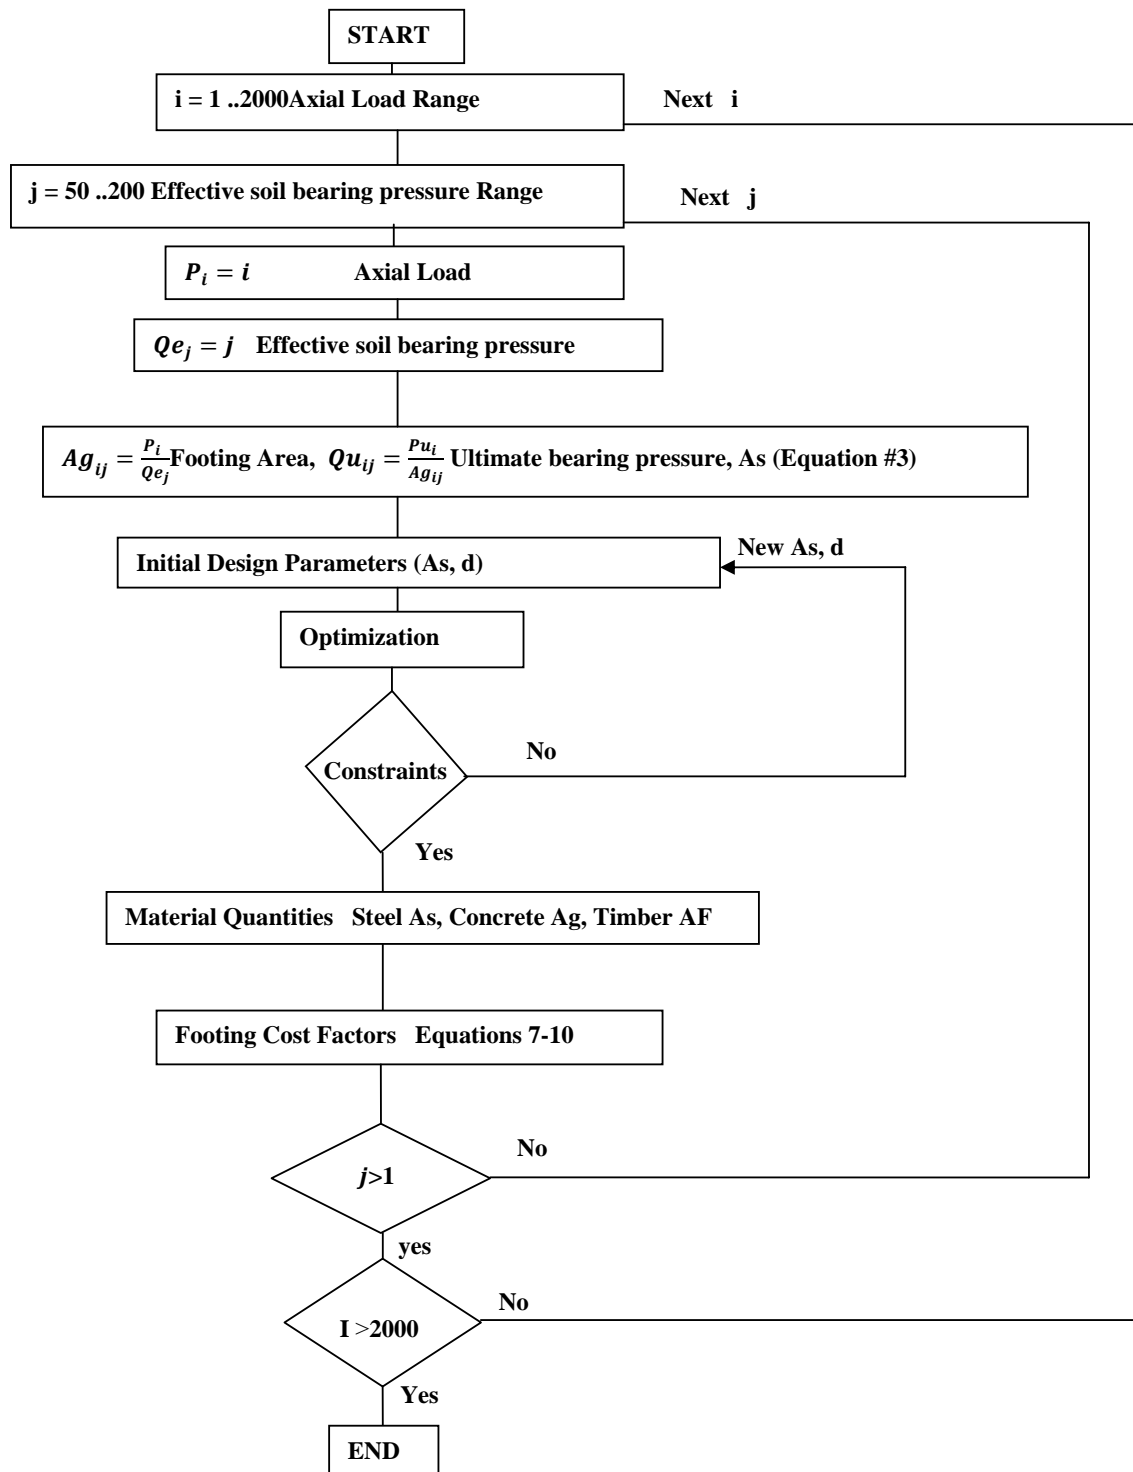 START
i = 1 ..2000Axial Load Range
Next i
j = 50 ..200 Effective soil bearing pressure Range
Next j
P_i = i Axial Load
Qe_j = j Effective soil bearing pressure
Ag_ij = P_i/Qe_j Footing Area, Qu_ij = Pu_i/Ag_ij Ultimate bearing pressure, As (Equation #3)
New As, d
Initial Design Parameters (As, d)
Optimization
Constraints
No
Yes
Material Quantities Steel As, Concrete Ag, Timber AF
Footing Cost Factors Equations 7-10
j>1
No
yes
I >2000
No
Yes
END